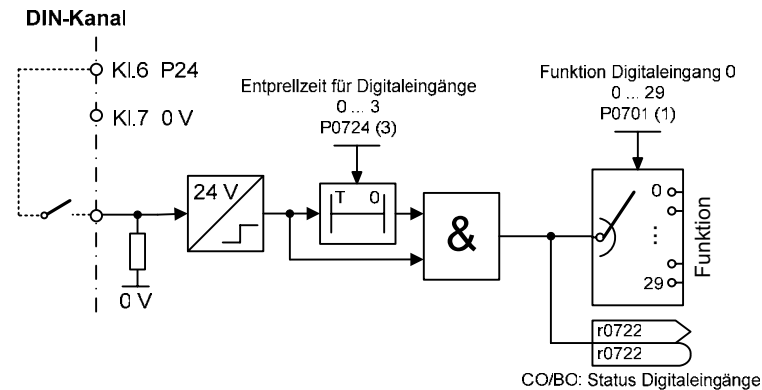 DIN-Kanal
Kl.6 P24
Kl.7 0 V
Entprellzeit für Digitaleingänge
0 ... 3
P0724 (3)
Funktion Digitaleingang 0
0 ... 29
P0701 (1)
24 V
T 0
&
0 V
0
⋮
29
Funktion
r0722
r0722
CO/BO: Status Digitaleingänge